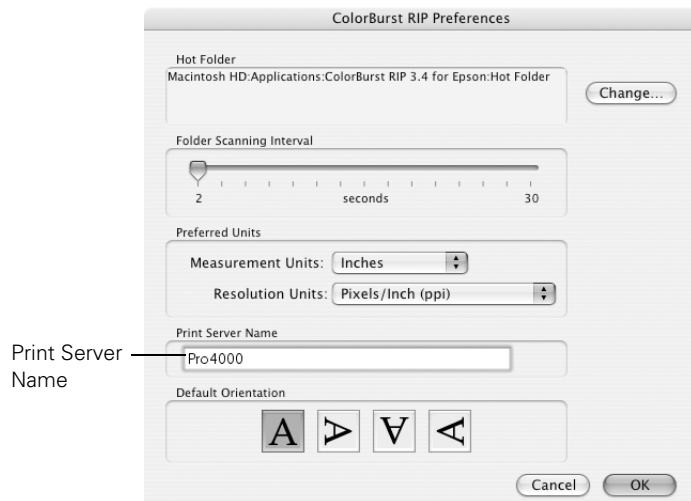 ColorBurst RIP Preferences
Hot Folder
Macintosh HD:Applications:ColorBurst RIP 3.4 for Epson:Hot Folder
Change...
Folder Scanning Interval
2 seconds 30
Preferred Units
Measurement Units: Inches
Resolution Units: Pixels/Inch (ppi)
Print Server Name
Print Server
Name
Pro4000
Default Orientation
A A A A
Cancel OK